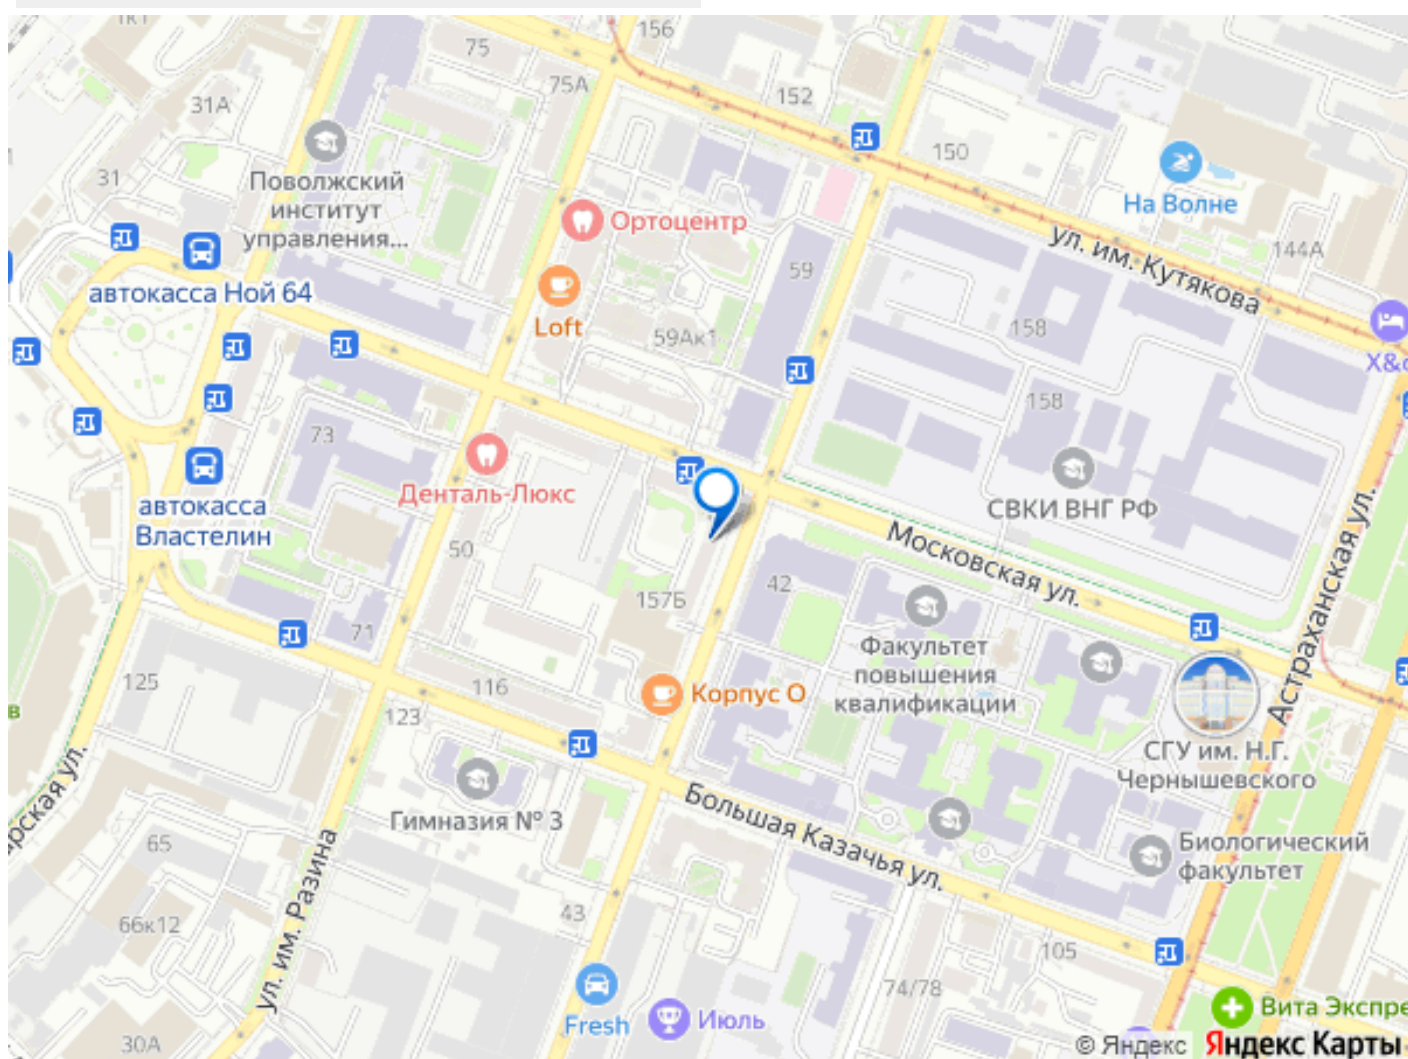 1к1
156
75
75А
152
31А
150
31
Поволжский
институт
управления...
Ортоцентр
На Волне
ул. им. Кутякова
144А
59
автокасса Ной 64
Loft
59Ак1
158
X&
158
73
Денталь-Люкс
СВКИ ВНГ РФ
автокасса
Властелин
50
Московская ул.
Астраханская ул.
42
157Б
71
Факультет
повышения
квалификации
125
116
Корпус О
в
123
СГУ им. Н.Г.
Чернышевского
арская ул.
Гимназия № 3
Большая Казачья ул.
65
Биологический
факультет
ул. им. Разина
66к12
43
105
74/78
Fresh
Июль
Вита Экспре
30А
© Яндекс Яндекс Карты